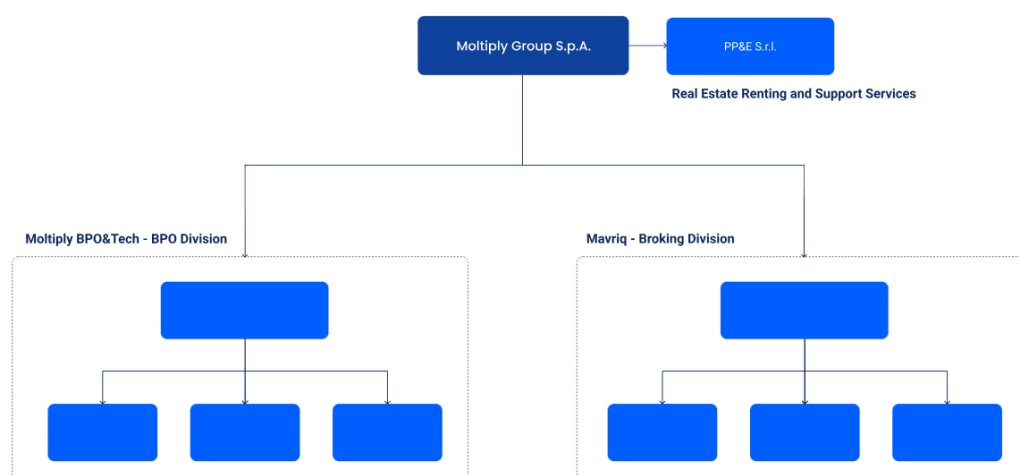 Moltiply Group S.p.A.
PP&E S.r.l.
Real Estate Renting and Support Services
Moltiply BPO&Tech - BPO Division
Mavriq - Broking Division